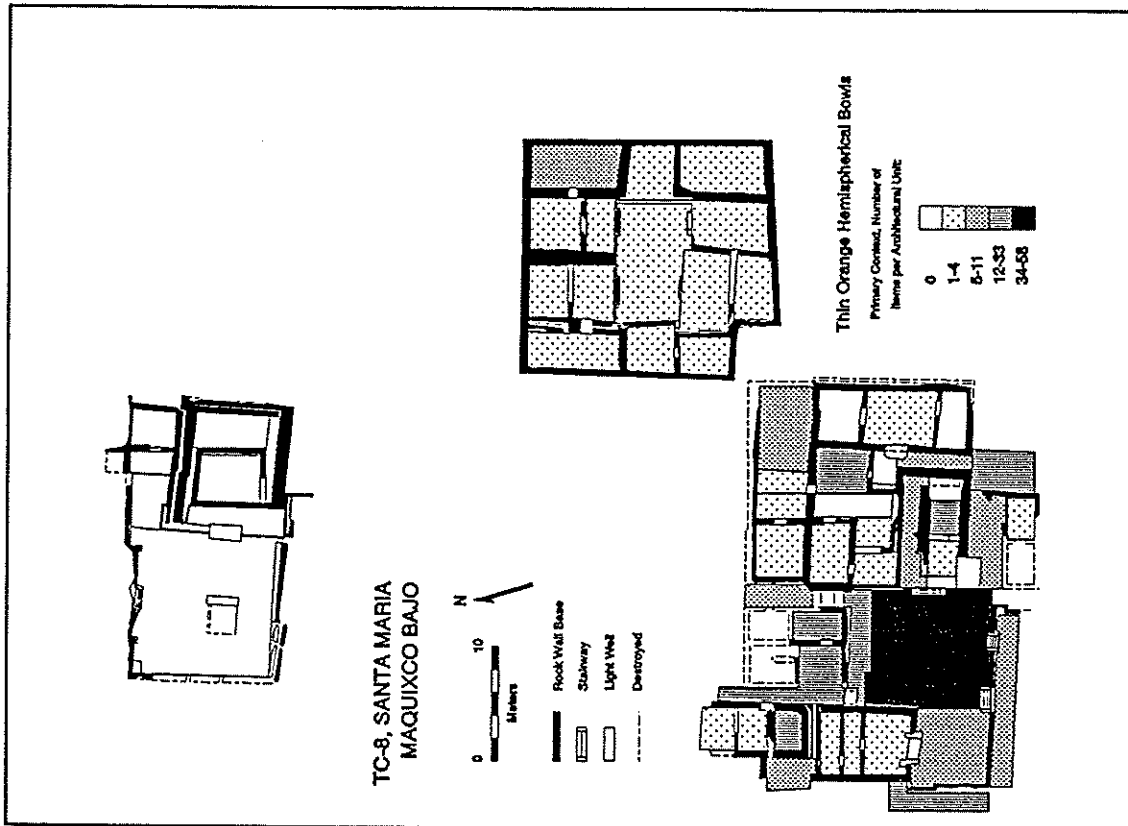 TC-8, SANTA MARIA
MAQUIXCO BAJO
N
0 10
Meters
Rock Wall Base
Stairway
Light Well
Destroyed
Thin Orange Hemispherical Bowls
Primary Context, Number of
Items per Architectural Unit:
0
1-4
5-11
12-33
34-58